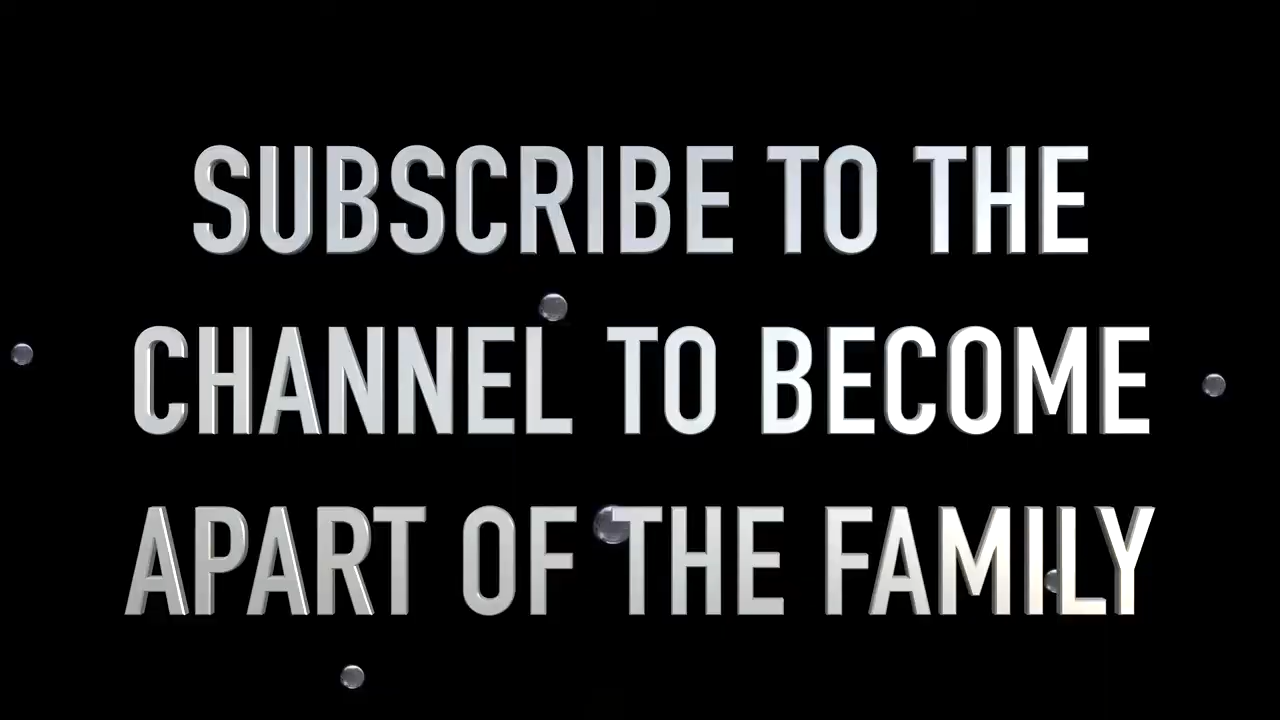 SUBSCRIBE TO THE
CHANNEL TO BECOME
APART OF THE FAMILY